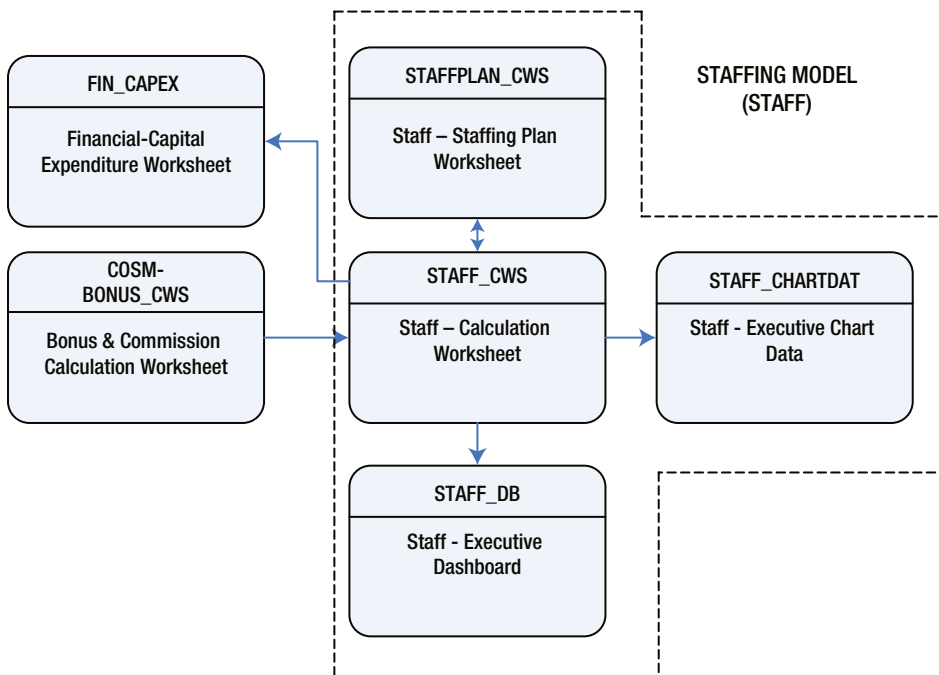 FIN_CAPEX
Financial-Capital
Expenditure Worksheet
STAFFPLAN_CWS
Staff – Staffing Plan
Worksheet
STAFFING MODEL
(STAFF)
COSM-
BONUS_CWS
Bonus & Commission
Calculation Worksheet
STAFF_CWS
Staff – Calculation
Worksheet
STAFF_CHARTDAT
Staff - Executive Chart
Data
STAFF_DB
Staff - Executive
Dashboard